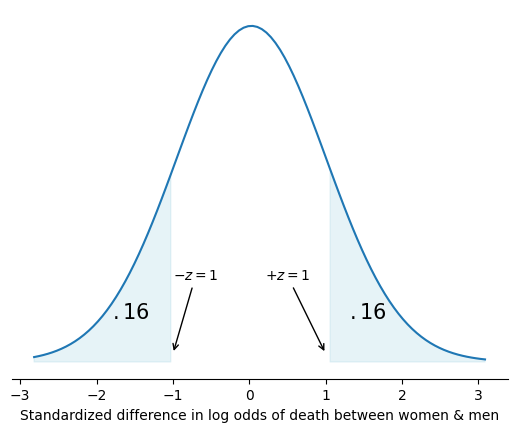 −z = 1
+z = 1
.16
.16
−3 −2 −1 0 1 2 3
Standardized difference in log odds of death between women & men